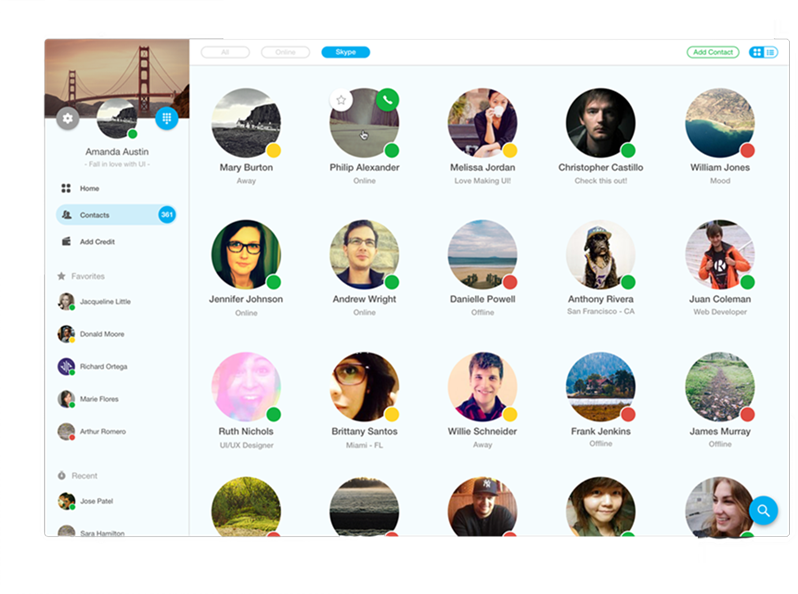 All
Online
Skype
Add Contact
Amanda Austin
- Fall in love with UI -
Home
Contacts
361
Add Credit
Favorites
Jacqueline Little
Donald Moore
Richard Ortega
Marie Flores
Arthur Romero
Recent
Jose Patel
Sara Hamilton
Mary Burton
Away
Philip Alexander
Online
Melissa Jordan
Love Making UI!
Christopher Castillo
Check this out!
William Jones
Mood
Jennifer Johnson
Online
Andrew Wright
Online
Danielle Powell
Offline
Anthony Rivera
San Francisco - CA
Juan Coleman
Web Developer
Ruth Nichols
UI/UX Designer
Brittany Santos
Miami - FL
Willie Schneider
Away
Frank Jenkins
Offline
James Murray
Offline